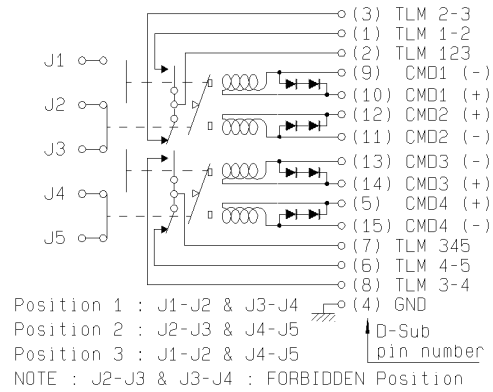 (3) TLM 2-3
(1) TLM 1-2
(2) TLM 123
J1
(9) CMD1 (-)
(10) CMD1 (+)
J2
(12) CMD2 (+)
(11) CMD2 (-)
J3
(13) CMD3 (-)
(14) CMD3 (+)
J4
(5) CMD4 (+)
(15) CMD4 (-)
J5
(7) TLM 345
(6) TLM 4-5
(8) TLM 3-4
(4) GND
Position 1 : J1-J2 & J3-J4
Position 2 : J2-J3 & J4-J5
Position 3 : J1-J2 & J4-J5
D-Sub
pin number
NOTE : J2-J3 & J3-J4 : FORBIDDEN Position